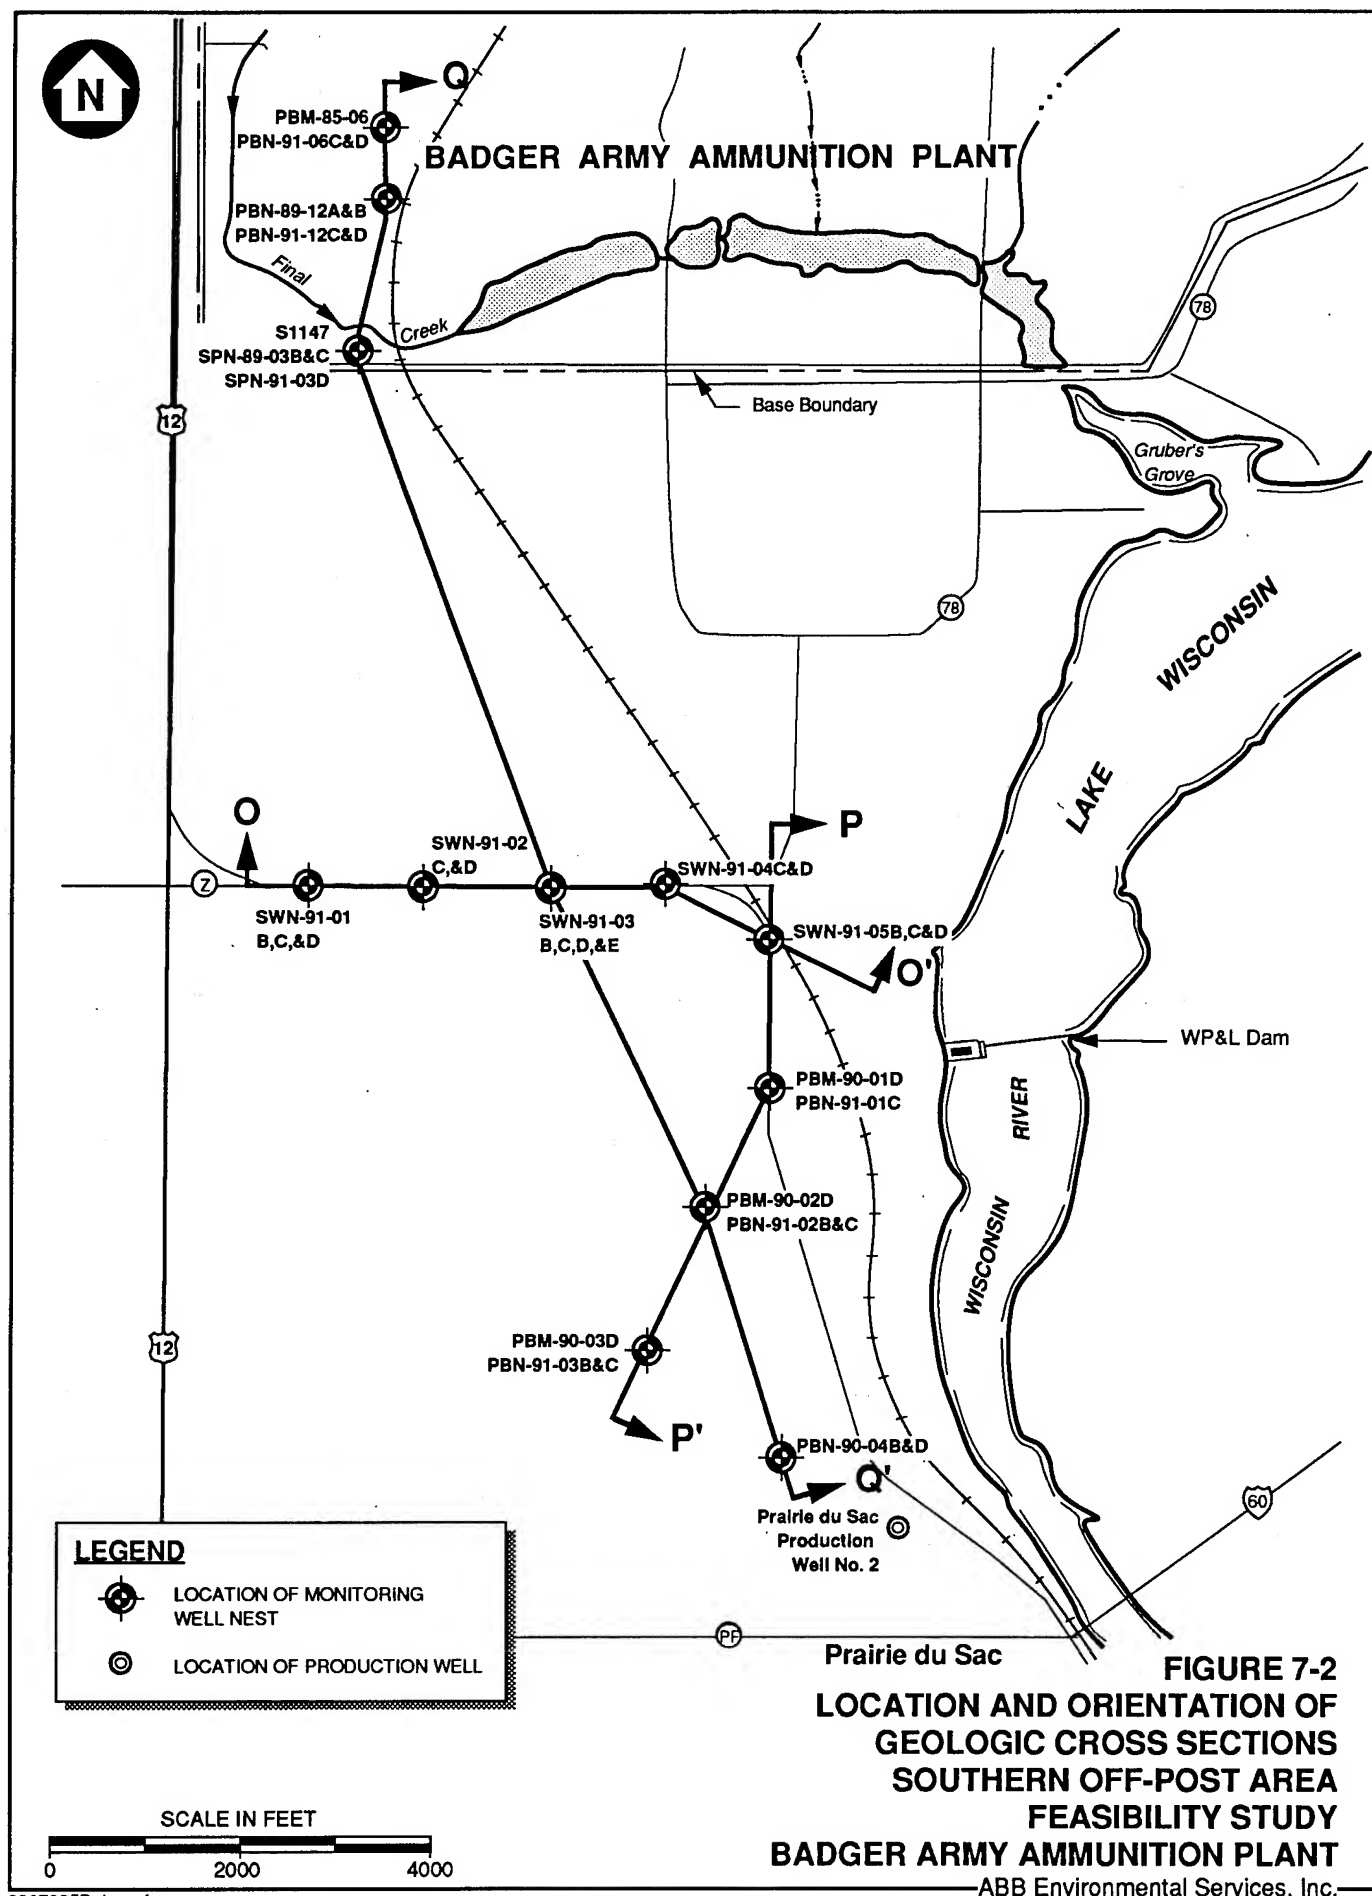 N
Q
PBM-85-06
PBN-91-06C&D
BADGER ARMY AMMUNITION PLANT
PBN-89-12A&B
PBN-91-12C&D
Final
Creek
S1147
SPN-89-03B&C
SPN-91-03D
78
12
Base Boundary
Gruber's
Grove
78
WISCONSIN
LAKE
O
P
SWN-91-02
C,&D
SWN-91-04C&D
Z
SWN-91-01
B,C,&D
SWN-91-03
B,C,D,&E
SWN-91-05B,C&D
O'
WP&L Dam
PBM-90-01D
PBN-91-01C
RIVER
WISCONSIN
PBM-90-02D
PBN-91-02B&C
12
PBM-90-03D
PBN-91-03B&C
P'
PBN-90-04B&D
Q'
Prairie du Sac
Production
Well No. 2
60
LEGEND
LOCATION OF MONITORING
WELL NEST
LOCATION OF PRODUCTION WELL
PF
Prairie du Sac
FIGURE 7-2
LOCATION AND ORIENTATION OF
GEOLOGIC CROSS SECTIONS
SOUTHERN OFF-POST AREA
FEASIBILITY STUDY
BADGER ARMY AMMUNITION PLANT
SCALE IN FEET
0 2000 4000
ABB Environmental Services, Inc.